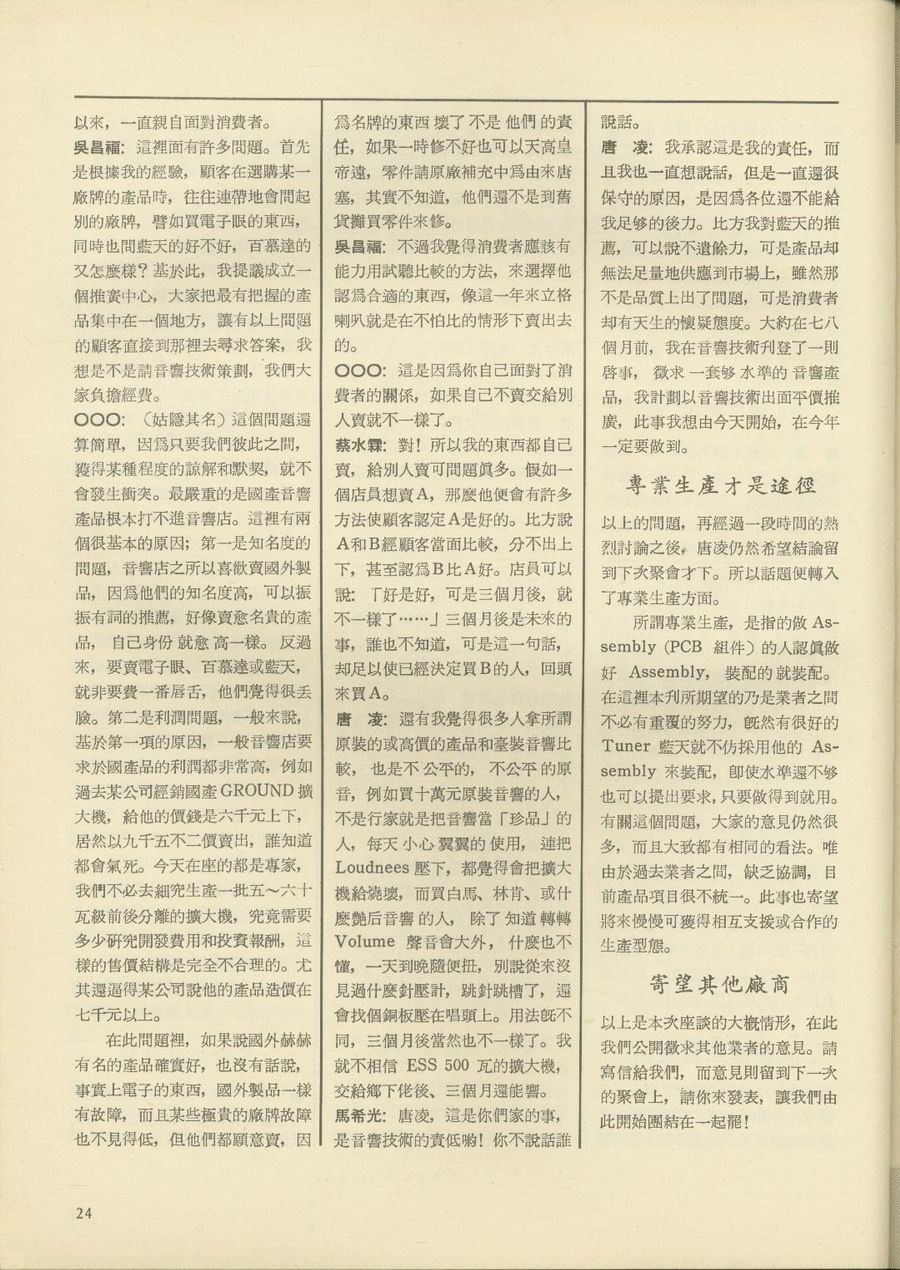 以來，一直親自面對消費者。
吳昌福：這裡面有許多問題。首先
是根據我的經驗，顧客在選購某一
廠牌的產品時，往往連帶地會問起
別的廠牌，譬如買電子眼的東西，
同時也問藍天的好不好，百慕達的
又怎麼樣？基於此，我提議成立一
個推廣中心，大家把最有把握的產
品集中在一個地方，讓有以上問題
的顧客直接到那裡去尋求答案，我
想是不是請音響技術策劃，我們大
家負擔經費。
○○○：（姑隱其名）這個問題還
算簡單，因爲只要我們彼此之間，
獲得某種程度的諒解和默契，就不
會發生衝突。最嚴重的是國產音響
產品根本打不進音響店。這裡有兩
個很基本的原因；第一是知名度的
問題，音響店之所以喜歡賣國外製
品，因爲他們的知名度高，可以振
振有詞的推薦，好像賣愈名貴的產
品，自己身份就愈高一樣。反過
來，要賣電子眼、百慕達或藍天，
就非要費一番唇舌，他們覺得很丢
臉。第二是利潤問題，一般來說，
基於第一項的原因，一般音響店要
求於國產品的利潤都非常高，例如
過去某公司經銷國產GROUND擴
大機，給他的價錢是六千元上下，
居然以九千五不二價賣出，誰知道
都會氣死。今天在座的都是專家，
我們不必去細究生產一批五～六十
瓦級前後分離的擴大機，究竟需要
多少研究開發費用和投資報酬，這
樣的售價結構是完全不合理的。尤
其還逼得某公司說他的產品造價在
七千元以上。
在此問題裡，如果說國外赫赫
有名的產品確實好，也沒有話說，
事實上電子的東西，國外製品一樣
有故障，而且某些極貴的廠牌故障
也不見得低，但他們都願意賣，因
爲名牌的東西壞了不是他們的責
任，如果一時修不好也可以天高皇
帝遠，零件請原廠補充中爲由來唐
塞，其實不知道，他們還不是到舊
貨攤買零件來修。
吳昌福：不過我覺得消費者應該有
能力用試聽比較的方法，來選擇他
認爲合適的東西，像這一年來立格
喇叭就是在不怕比的情形下賣出去
的。
○○○：這是因爲你自己面對了消
費者的關係，如果自己不賣交給別
人賣就不一樣了。
蔡水霖：對！所以我的東西都自己
賣，給別人賣可問題眞多。假如一
個店員想賣A，那麼他便會有許多
方法使顧客認定A是好的。比方說
A和B經顧客當面比較，分不出上
下，甚至認爲B比A好。店員可以
說：「好是好，可是三個月後，就
不一樣了……」三個月後是未來的
事，誰也不知道，可是這一句話，
却足以使已經決定買B的人，回頭
來買A。
唐　凌：還有我覺得很多人拿所謂
原裝的或高價的產品和臺裝音響比
較，也是不公平的，不公平的原
音，例如買十萬元原裝音響的人，
不是行家就是把音響當「珍品」的
人，每天小心翼翼的使用，連把
Loudnees 壓下，都覺得會把擴大
機給燒壞，而買白馬、林肯、或什
麼艷后音響的人，除了知道轉轉
Volume 聲音會大外，什麼也不
懂，一天到晚隨便扭，別說從來沒
見過什麼針壓計，跳針跳槽了，還
會找個銅板壓在唱頭上。用法旣不
同，三個月後當然也不一樣了。我
就不相信 ESS 500 瓦的擴大機，
交給鄉下佬後、三個月還能響。
馬希光：唐凌，這是你們家的事，
是音響技術的責低喲！你不說話誰
說話。
唐　凌：我承認這是我的責任，而
且我也一直想說話，但是一直還很
保守的原因，是因爲各位還不能給
我足够的後力。比方我對藍天的推
薦，可以說不遺餘力，可是產品却
無法足量地供應到市場上，雖然那
不是品質上出了問題，可是消費者
却有天生的懷疑態度。大約在七八
個月前，我在音響技術刋登了一則
啓事，徵求一套够水準的音響產
品，我計劃以音響技術出面平價推
廣，此事我想由今天開始，在今年
一定要做到。
專業生產才是途徑
以上的問題，再經過一段時間的熱
烈討論之後，唐凌仍然希望結論留
到下次聚會才下。所以話題便轉入
了專業生產方面。
所謂專業生產，是指的做 As-
sembly (PCB 組件）的人認眞做
好 Assembly，裝配的就裝配。
在這裡本刋所期望的乃是業者之間
不必有重覆的努力，旣然有很好的
Tuner 藍天就不仿採用他的 As-
sembly 來裝配，卽使水準還不够
也可以提出要求，只要做得到就用。
有關這個問題，大家的意見仍然很
多，而且大致都有相同的看法。唯
由於過去業者之間，缺乏協調，目
前產品項目很不統一。此事也寄望
將來慢慢可獲得相互支援或合作的
生產型態。
寄望其他廠商
以上是本次座談的大概情形，在此
我們公開徵求其他業者的意見。請
寫信給我們，而意見則留到下一次
的聚會上，請你來發表，讓我們由
此開始團結在一起罷！
24